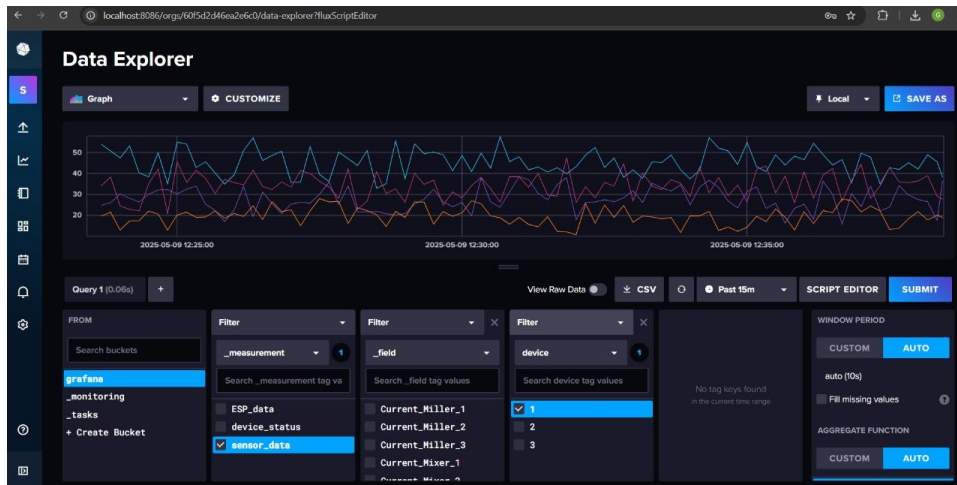 localhost:8086/orgs/60f5d2d46ea2e6c0/data-explorer?fluxScriptEditor
G
S
Data Explorer
Graph
CUSTOMIZE
Local
SAVE AS
50
40
30
20
2025-05-09 12:25:00
2025-05-09 12:30:00
2025-05-09 12:35:00
Query 1 (0.06s)
+
View Raw Data
CSV
Past 15m
SCRIPT EDITOR
SUBMIT
FROM
Search buckets
grafana
_monitoring
_tasks
+ Create Bucket
Filter
_measurement
1
Search _measurement tag va
ESP_data
device_status
sensor_data
Filter
_field
Search _field tag values
Current_Miller_1
Current_Miller_2
Current_Miller_3
Current_Mixer_1
Current_Mixer_2
Filter
device
1
Search device tag values
1
2
3
No tag keys found
in the current time range
WINDOW PERIOD
CUSTOM
AUTO
auto (10s)
Fill missing values
?
AGGREGATE FUNCTION
CUSTOM
AUTO